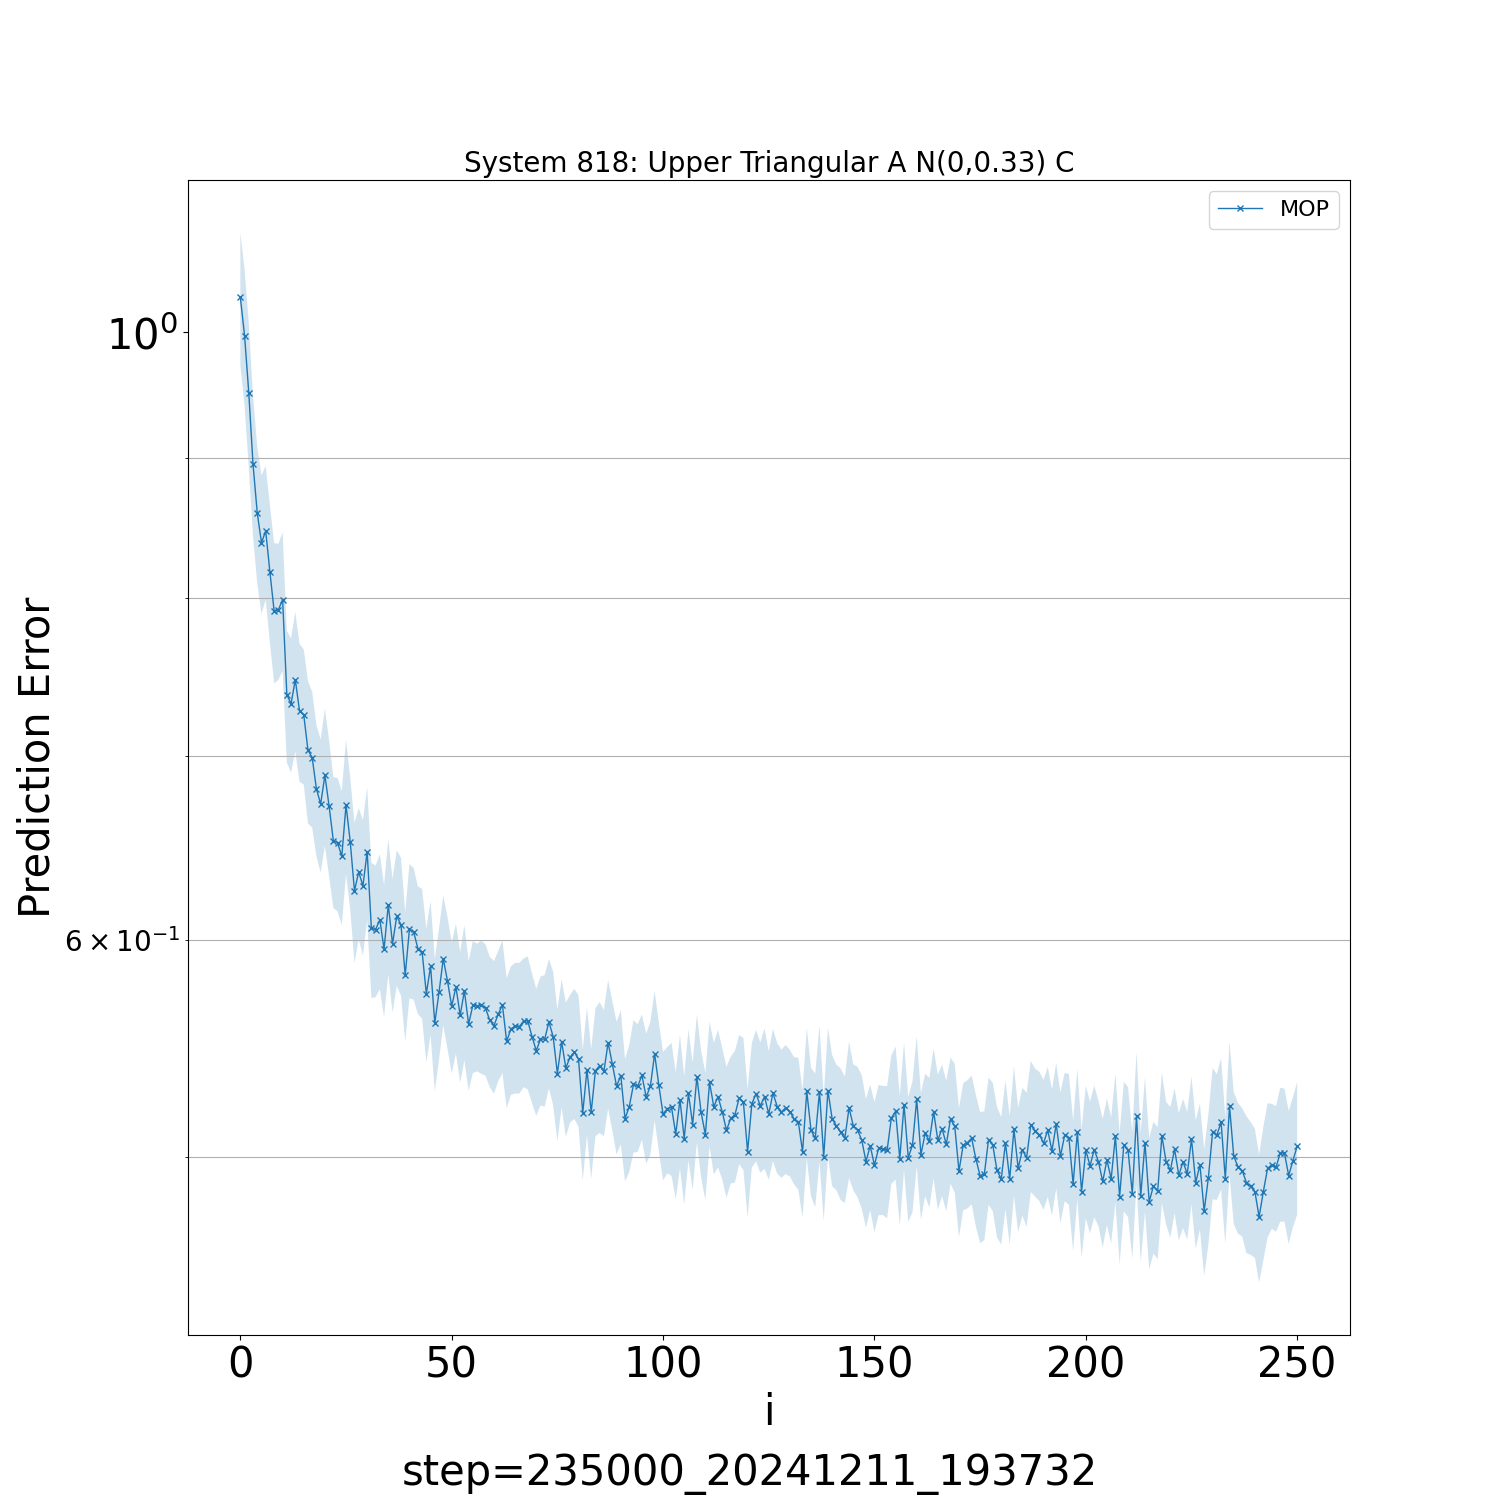 System 818: Upper Triangular A N(0,0.33) C
MOP
10⁰
6 × 10⁻¹
Prediction Error
0 50 100 150 200 250
i
step=235000_20241211_193732